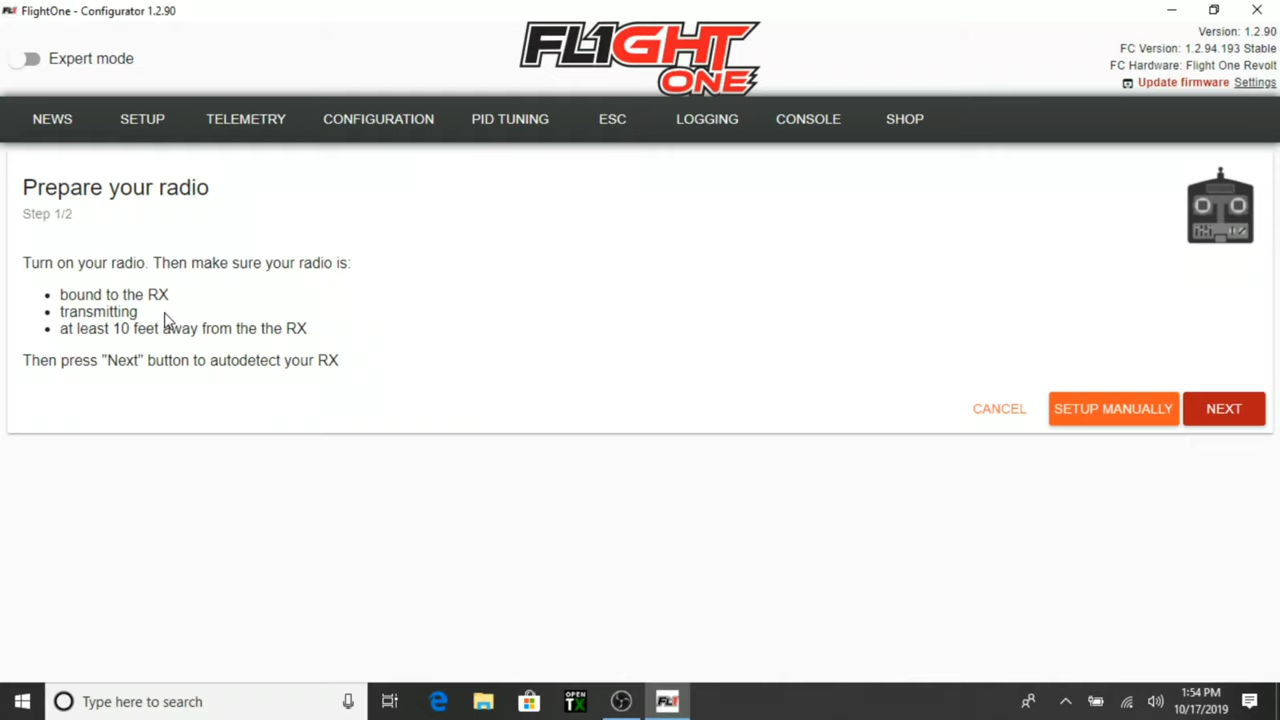 FlightOne - Configurator 1.2.90
Expert mode
FL1GHT
ONE
Version: 1.2.90
FC Version: 1.2.94.193 Stable
FC Hardware: Flight One Revolt
Update firmware Settings
NEWS SETUP TELEMETRY CONFIGURATION PID TUNING ESC LOGGING CONSOLE SHOP
Prepare your radio
Step 1/2
Turn on your radio. Then make sure your radio is:
bound to the RX
transmitting
at least 10 feet away from the the RX
Then press "Next" button to autodetect your RX
CANCEL SETUP MANUALLY NEXT
Type here to search
OPEN
TX
FL1
1:54 PM
10/17/2019